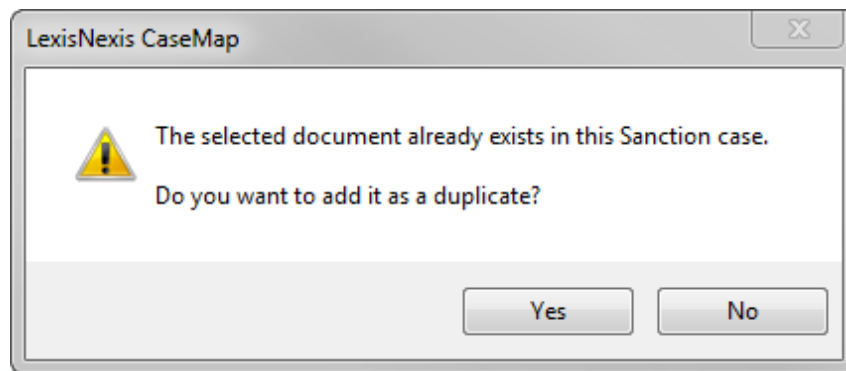 LexisNexis CaseMap
The selected document already exists in this Sanction case.
Do you want to add it as a duplicate?
Yes No